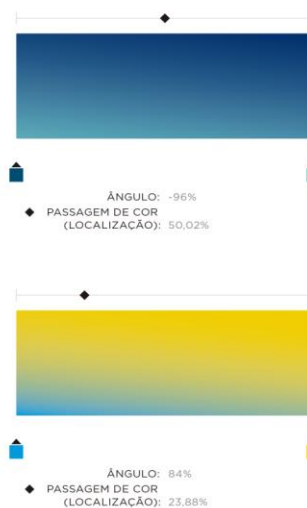 ÂNGULO: -96%
PASSAGEM DE COR
(LOCALIZAÇÃO): 50,02%
ÂNGULO: 84%
PASSAGEM DE COR
(LOCALIZAÇÃO): 23,88%